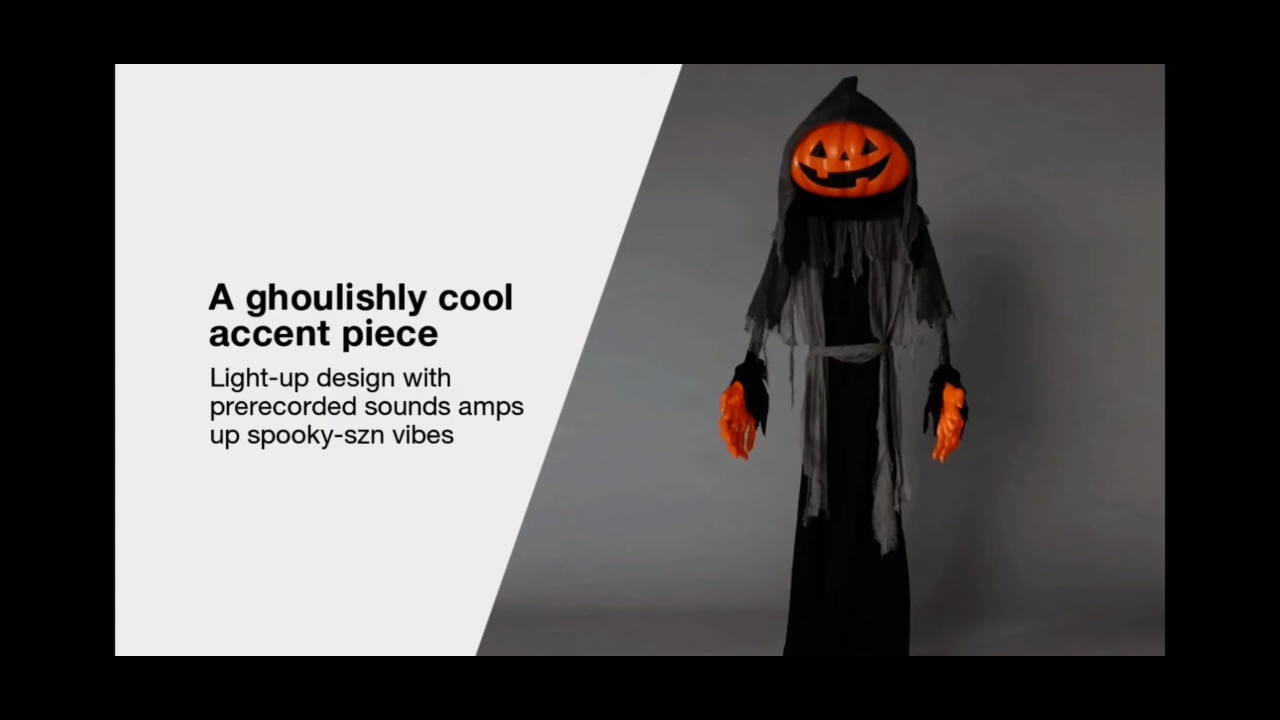 A ghoulishly cool
accent piece
Light-up design with
prerecorded sounds amps
up spooky-szn vibes